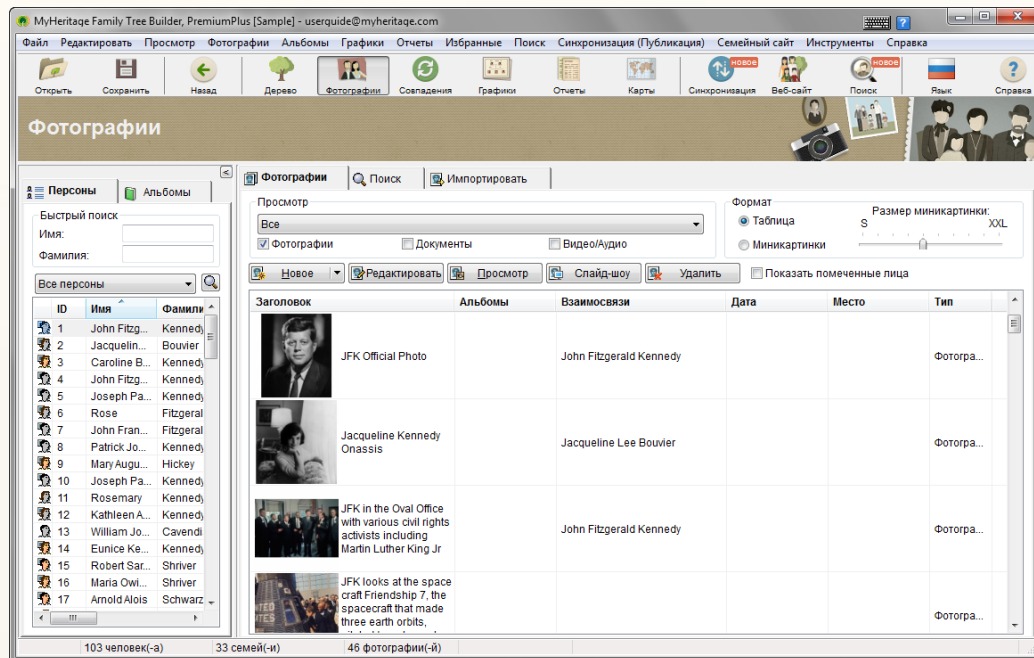 MyHeritage Family Tree Builder, PremiumPlus [Sample] - userguide@myheritage.com
Файл Редактировать Просмотр Фотографии Альбомы Графики Отчеты Избранные Поиск Синхронизация (Публикация) Семейный сайт Инструменты Справка
НОВОЕ НОВОЕ
Открыть Сохранить Назад Дерево Фотографии Совпадения Графики Отчеты Карты Синхронизация Веб-сайт Поиск Язык Справка
Фотографии
Персоны Альбомы
Быстрый поиск
Имя:
Фамилия:
Все персоны
ID Имя Фамили
1 John Fitzg... Kennedy
2 Jacquelin... Bouvier
3 Caroline B... Kennedy
4 John Fitzg... Kennedy
5 Joseph Pa... Kennedy
6 Rose Fitzgeral
7 John Fran... Fitzgeral
8 Patrick Jo... Kennedy
9 Mary Augu... Hickey
10 Joseph Pa... Kennedy
11 Rosemary Kennedy
12 Kathleen A... Kennedy
13 William Jo... Cavendi
14 Eunice Ke... Kennedy
15 Robert Sar... Shriver
16 Maria Owi... Shriver
17 Arnold Alois Schwarz
Фотографии Поиск Импортировать
Просмотр
Все
Фотографии Документы Видео/Аудио
Формат
Таблица
Миникартинки
Размер миникартинки:
S XXL
Новое Редактировать Просмотр Слайд-шоу Удалить Показать помеченные лица
Заголовок Альбомы Взаимосвязи Дата Место Тип
JFK Official Photo John Fitzgerald Kennedy Фотогра...
Jacqueline Kennedy
Onassis
Jacqueline Lee Bouvier Фотогра...
JFK in the Oval Office
with various civil rights
activists including
Martin Luther King Jr
John Fitzgerald Kennedy Фотогра...
JFK looks at the space
craft Friendship 7, the
spacecraft that made
three earth orbits,
Фотогра...
103 человек(-а) 33 семей(-и) 46 фотографии(-й)